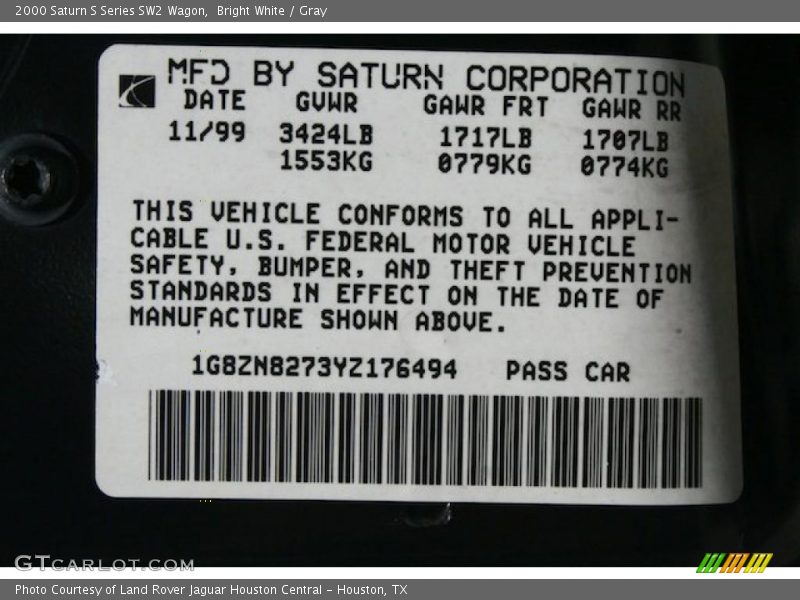 2000 Saturn S Series SW2 Wagon, Bright White / Gray
MFD BY SATURN CORPORATION
DATE GVWR GAWR FRT GAWR RR
11/99 3424LB 1717LB 1707LB
1553KG 0779KG 0774KG
THIS VEHICLE CONFORMS TO ALL APPLI-
CABLE U.S. FEDERAL MOTOR VEHICLE
SAFETY, BUMPER, AND THEFT PREVENTION
STANDARDS IN EFFECT ON THE DATE OF
MANUFACTURE SHOWN ABOVE.
1G8ZN8273YZ176494 PASS CAR
GTCARLOT.COM
Photo Courtesy of Land Rover Jaguar Houston Central - Houston, TX